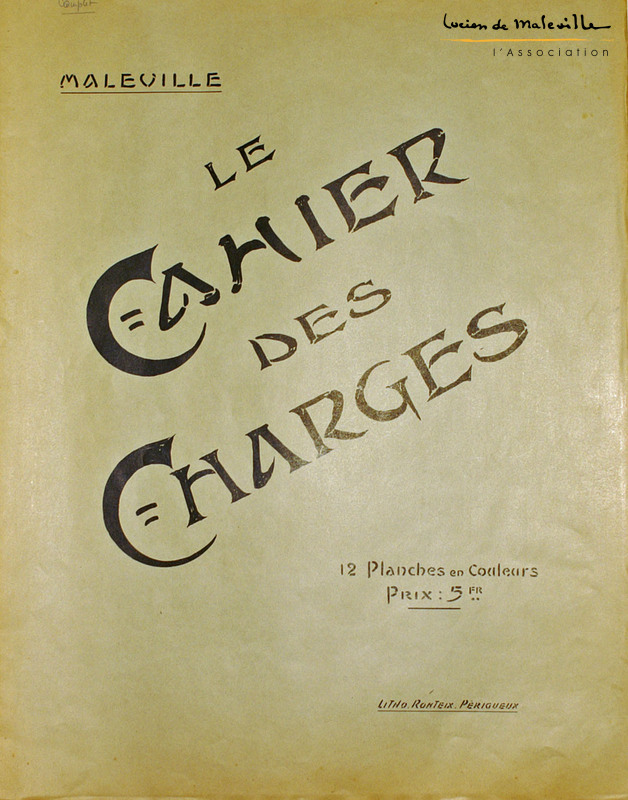 Complet
Lucien de Maleville
l'Association
MALEVILLE
LE
CAHIER
DES
CHARGES
12 Planches en Couleurs
PRIX : 5 FR
LITHO. RONTEIX. PÉRIGUEUX